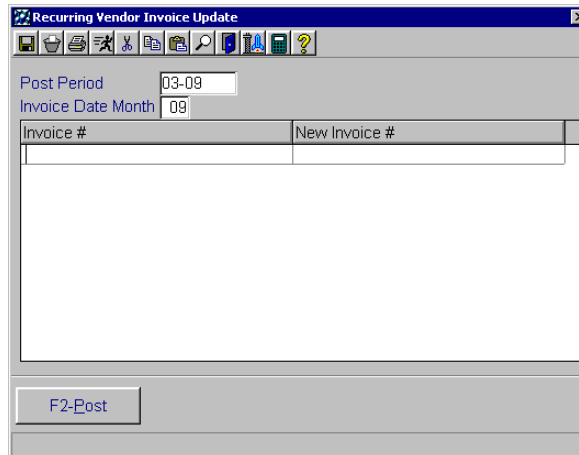 Recurring Vendor Invoice Update
Post Period 03-09
Invoice Date Month 09
Invoice # New Invoice #
F2-Post